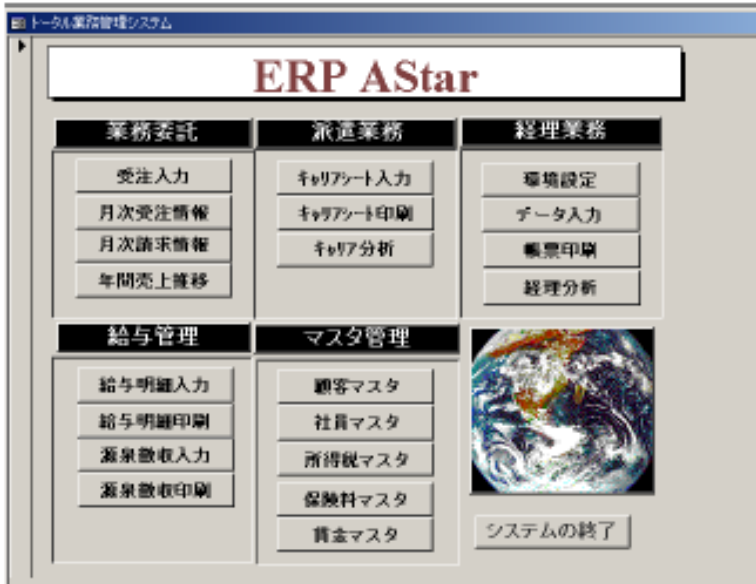 トータル業務管理システム
ERP AStar
業務委託
受注入力
月次受注情報
月次請求情報
年間売上推移
派遣業務
キャリアシート入力
キャリアシート印刷
キャリア分析
経理業務
環境設定
データ入力
帳票印刷
経理分析
給与管理
給与明細入力
給与明細印刷
源泉徴収入力
源泉徴収印刷
マスタ管理
顧客マスタ
社員マスタ
所得税マスタ
保険料マスタ
賃金マスタ
システムの終了